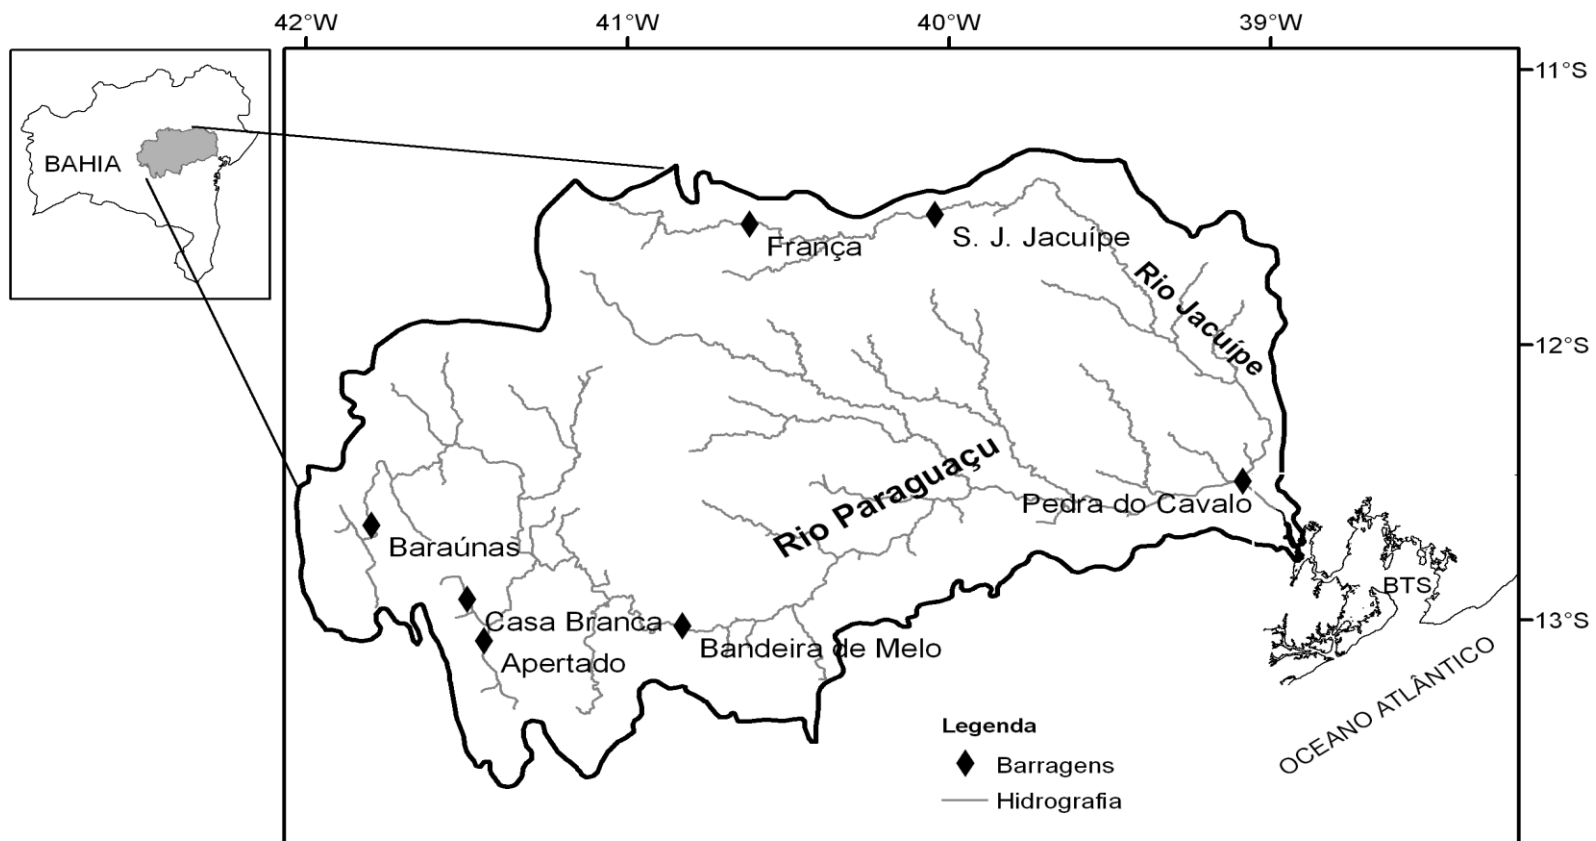 42°W
41°W
40°W
39°W
11°S
BAHIA
França
S. J. Jacuípe
Rio Jacuípe
12°S
Rio Paraguaçu
Pedra do Cavalo
Baraúnas
BTS
Casa Branca
13°S
Bandeira de Melo
Apertado
OCEANO ATLÂNTICO
Legenda
Barragens
Hidrografia